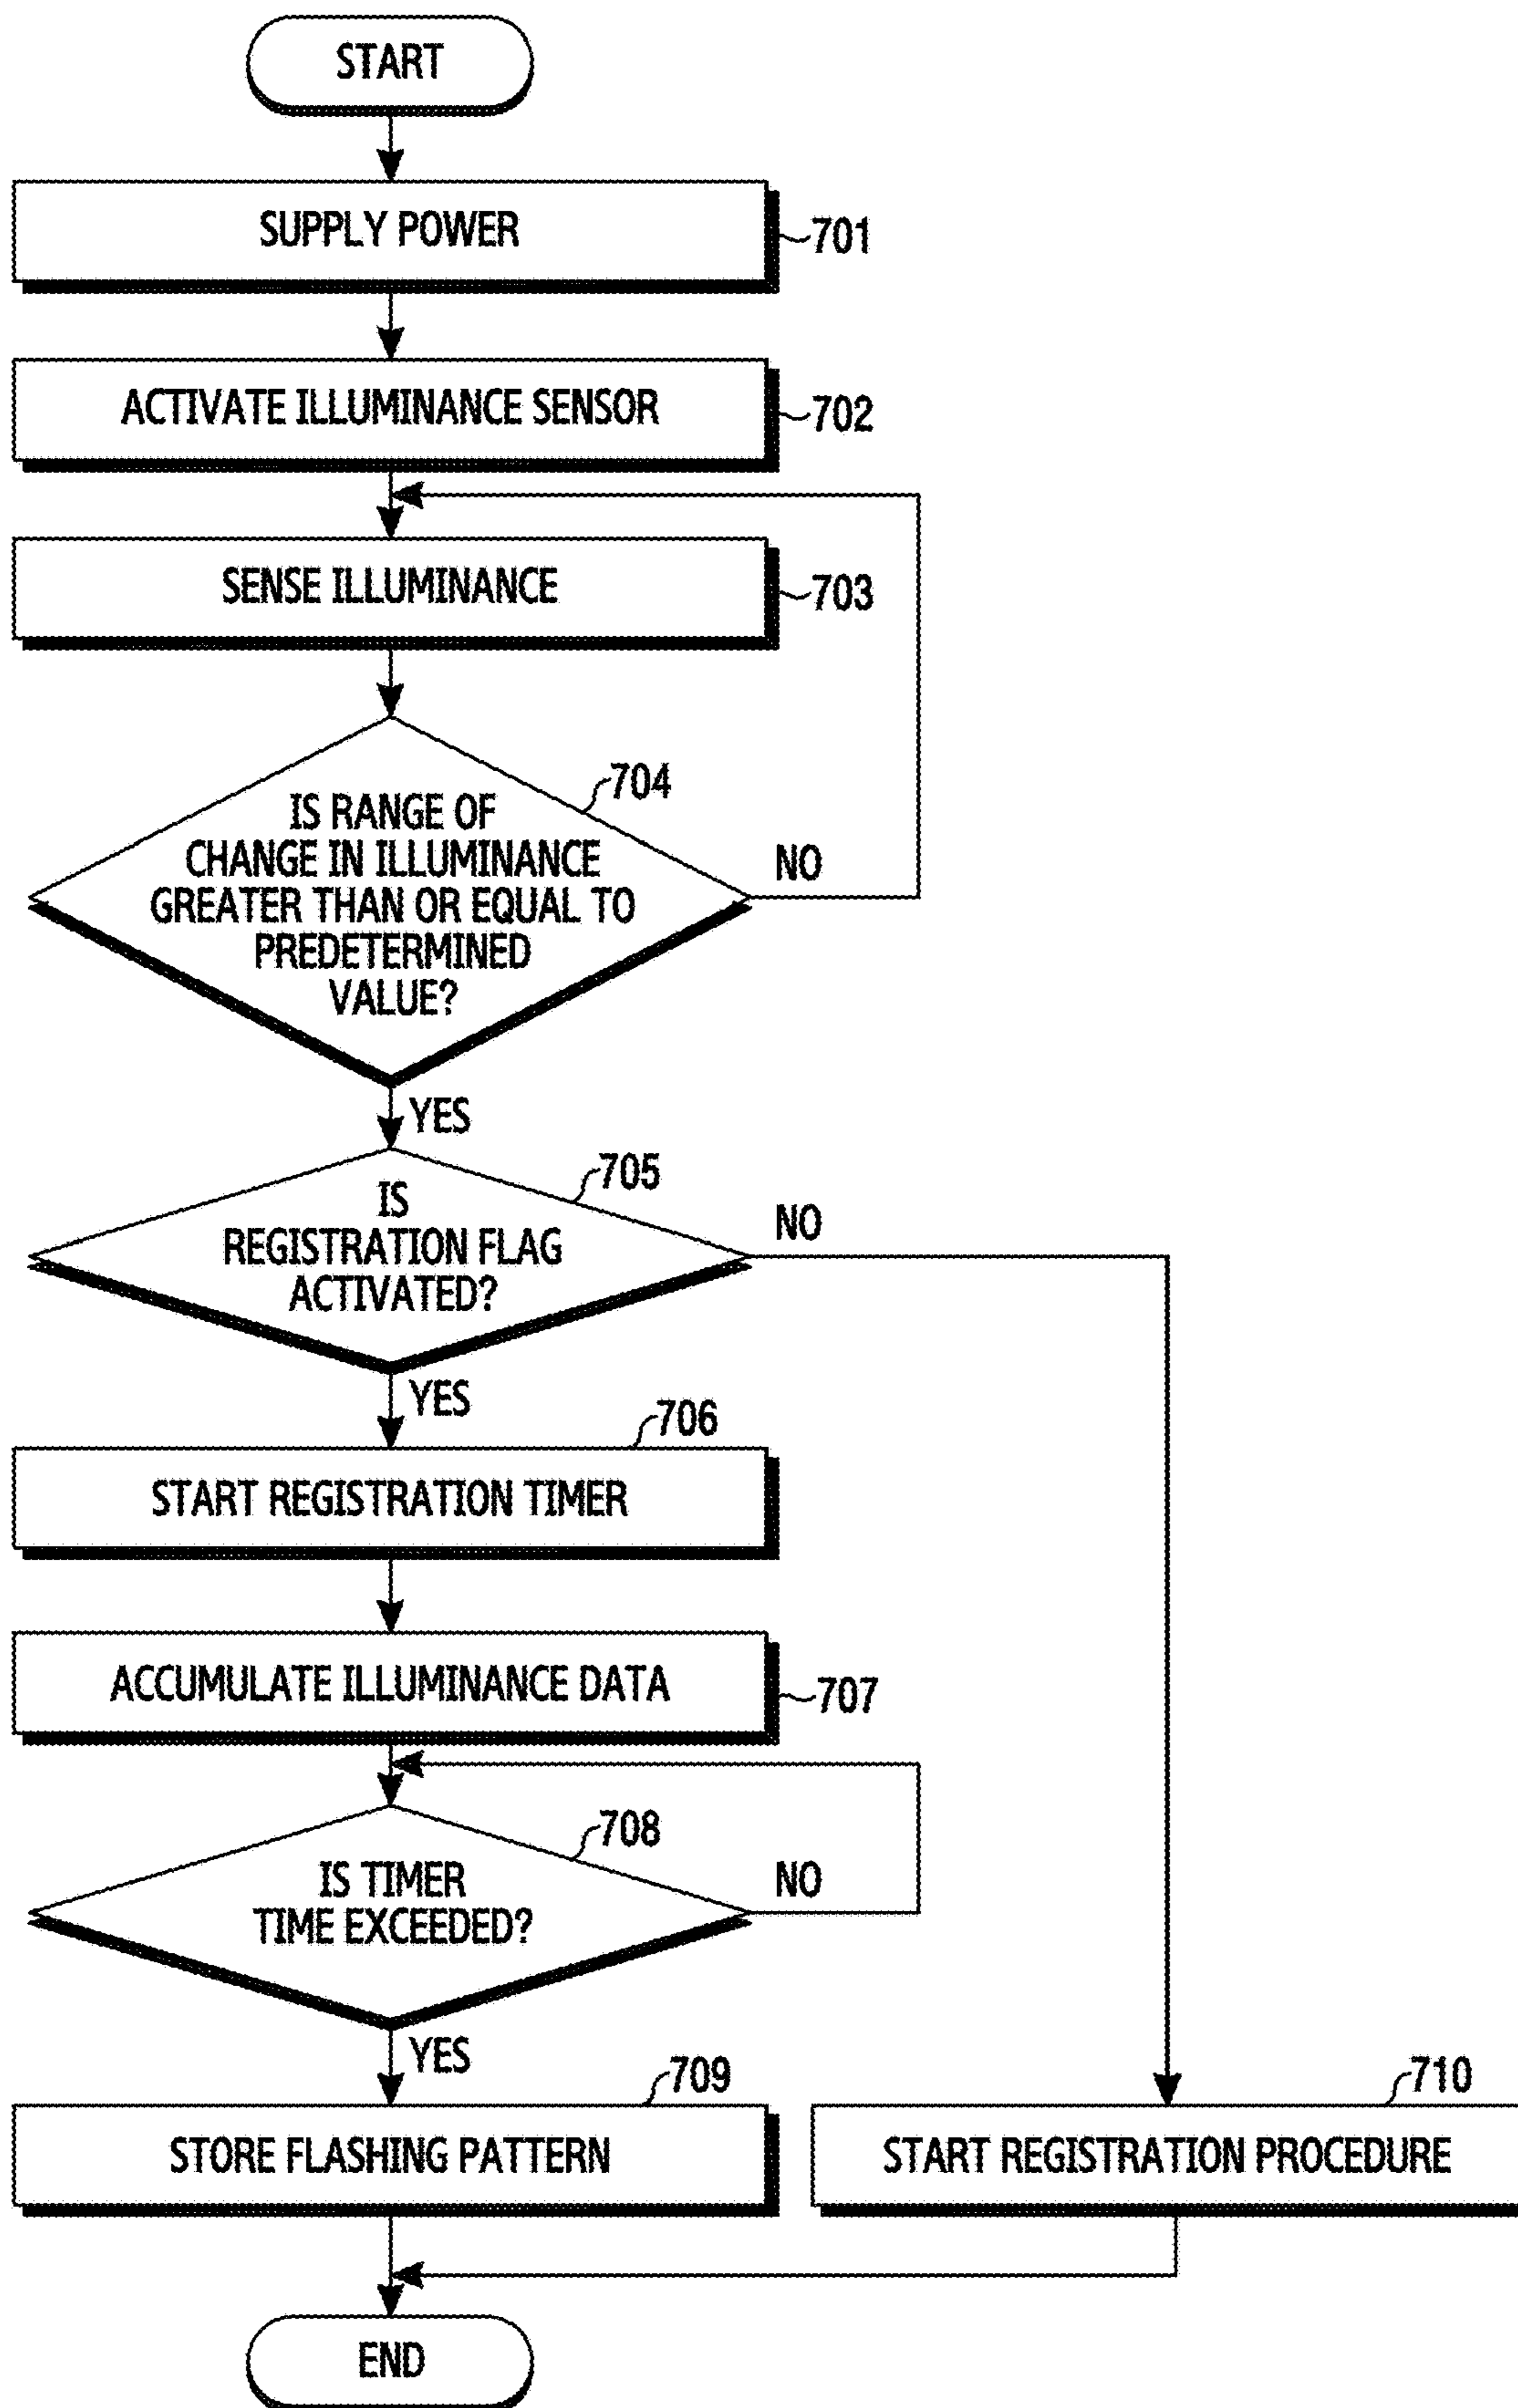 START
SUPPLY POWER
701
ACTIVATE ILLUMINANCE SENSOR
702
SENSE ILLUMINANCE
703
704
IS RANGE OF
CHANGE IN ILLUMINANCE
GREATER THAN OR EQUAL TO
PREDETERMINED
VALUE?
NO
YES
705
IS
REGISTRATION FLAG
ACTIVATED?
NO
YES
706
START REGISTRATION TIMER
ACCUMULATE ILLUMINANCE DATA
707
708
IS TIMER
TIME EXCEEDED?
NO
YES
709
STORE FLASHING PATTERN
710
START REGISTRATION PROCEDURE
END